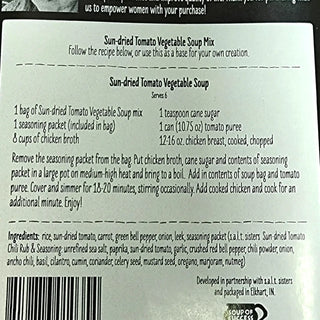 us to empower women with your purchase!
Sun-dried Tomato Vegetable Soup Mix
Follow the recipe below, or use this as a base for your own creation.
Sun-dried Tomato Vegetable Soup
Serves 6
1 bag of Sun-dried Tomato Vegetable Soup mix
1 seasoning packet (included in bag)
8 cups of chicken broth
1 teaspoon cane sugar
1 can (10.75 oz) tomato puree
12-16 oz. chicken breast, cooked, chopped
Remove the seasoning packet from the bag. Put chicken broth, cane sugar and contents of seasoning
packet in a large pot on medium-high heat and bring to a boil. Add in contents of soup bag and tomato
puree. Cover and simmer for 18-20 minutes, stirring occasionally. Add cooked chicken and cook for an
additional minute. Enjoy!
Ingredients: rice, sun-dried tomato, carrot, green bell pepper, onion, leek, seasoning packet (s.a.l.t. sisters Sun-dried Tomato
Chili Rub & Seasoning: unrefined sea salt, paprika, sun-dried tomato, garlic, crushed red bell pepper, chili powder, onion,
ancho chili, basil, cilantro, cumin, coriander, celery seed, mustard seed, oregano, marjoram, nutmeg)
Developed in partnership with s.a.l.t. sisters
and packaged in Elkhart, IN.
SOUP OF
SUCCESS